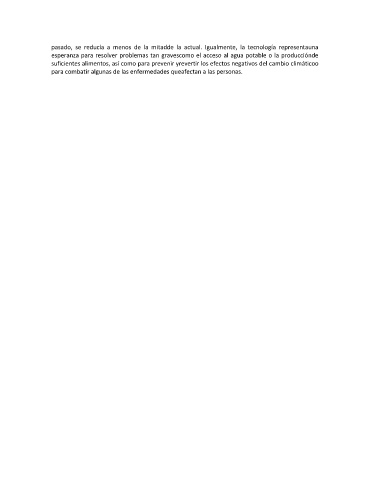 pasado, se reducía a menos de la mitadde la actual. Igualmente, la tecnología representauna
esperanza para resolver problemas tan gravescomo el acceso al agua potable o la producciónde
suficientes alimentos, así como para prevenir yrevertir los efectos negativos del cambio climáticoo
para combatir algunas de las enfermedades queafectan a las personas.